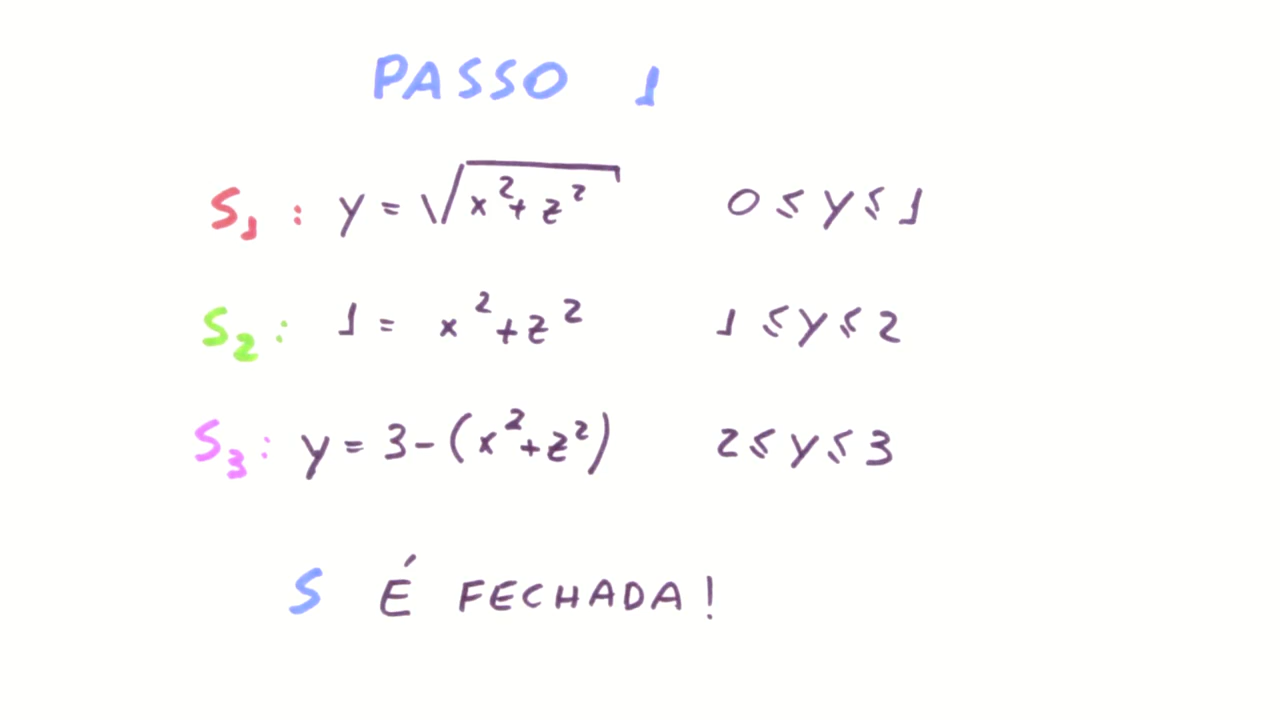 PASSO 1
S₁ : y = √(x² + z²) 0 ≤ y ≤ 1
S₂ : 1 = x² + z² 1 ≤ y ≤ 2
S₃ : y = 3 - (x² + z²) 2 ≤ y ≤ 3
S É FECHADA!